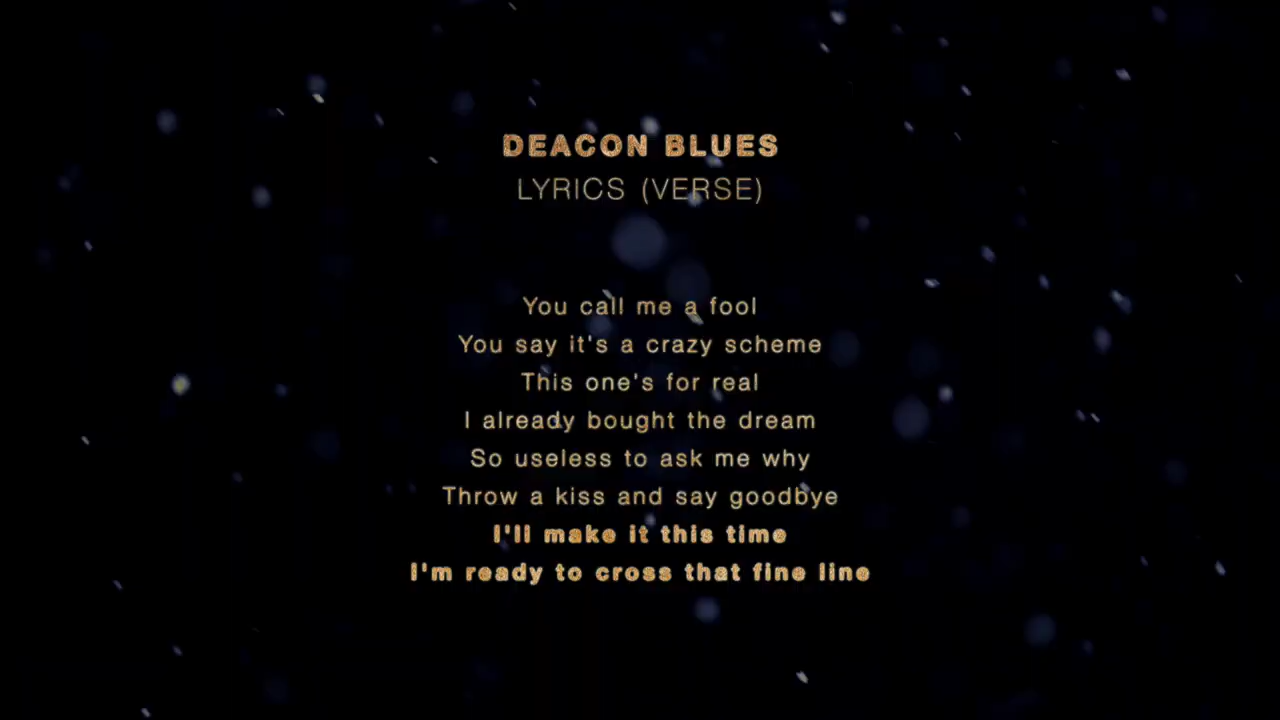 DEACON BLUES
LYRICS (VERSE)
You call me a fool
You say it's a crazy scheme
This one's for real
I already bought the dream
So useless to ask me why
Throw a kiss and say goodbye
I'll make it this time
I'm ready to cross that fine line